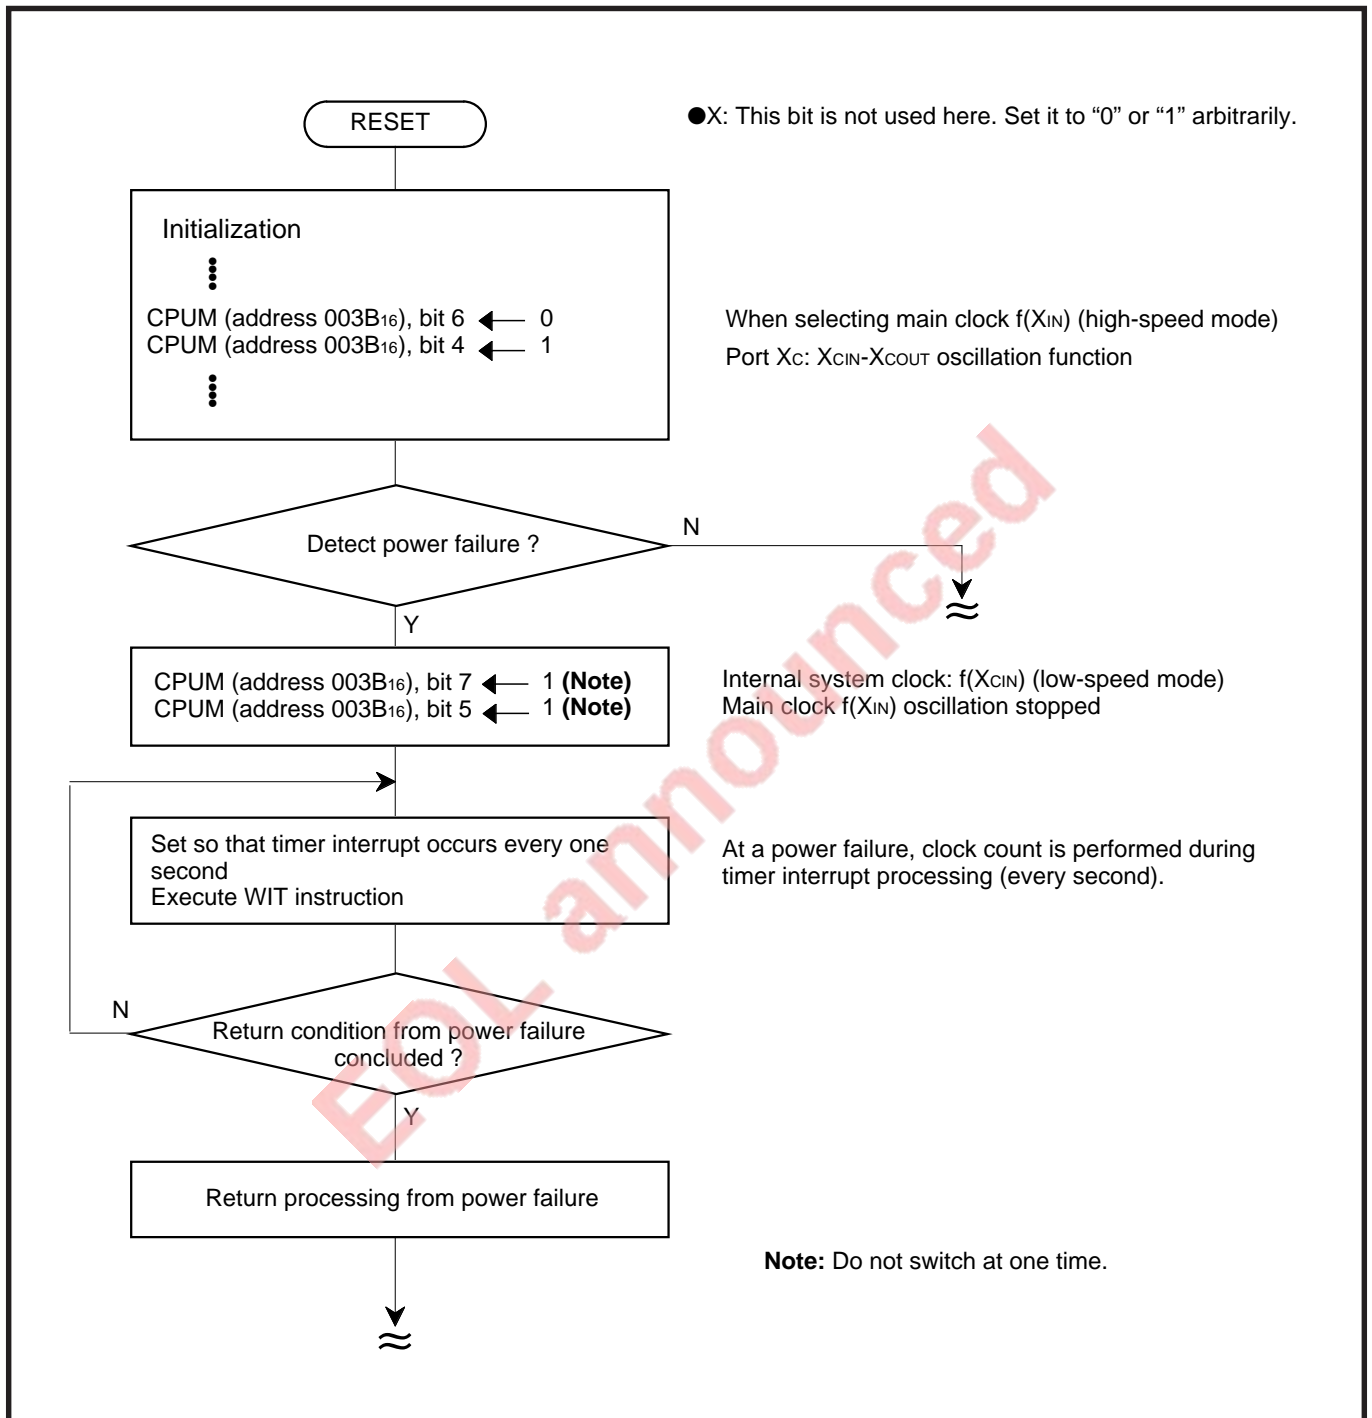 RESET
●X: This bit is not used here. Set it to “0” or “1” arbitrarily.
Initialization
CPUM (address 003B16), bit 6 ← 0
When selecting main clock f(XIN) (high-speed mode)
CPUM (address 003B16), bit 4 ← 1
Port XC: XCIN-XCOUT oscillation function
Detect power failure ?
N
Y
CPUM (address 003B16), bit 7 ← 1 (Note)
Internal system clock: f(XCIN) (low-speed mode)
CPUM (address 003B16), bit 5 ← 1 (Note)
Main clock f(XIN) oscillation stopped
Set so that timer interrupt occurs every one
second
Execute WIT instruction
At a power failure, clock count is performed during
timer interrupt processing (every second).
N
Return condition from power failure
concluded ?
Y
Return processing from power failure
Note: Do not switch at one time.
EOL announced